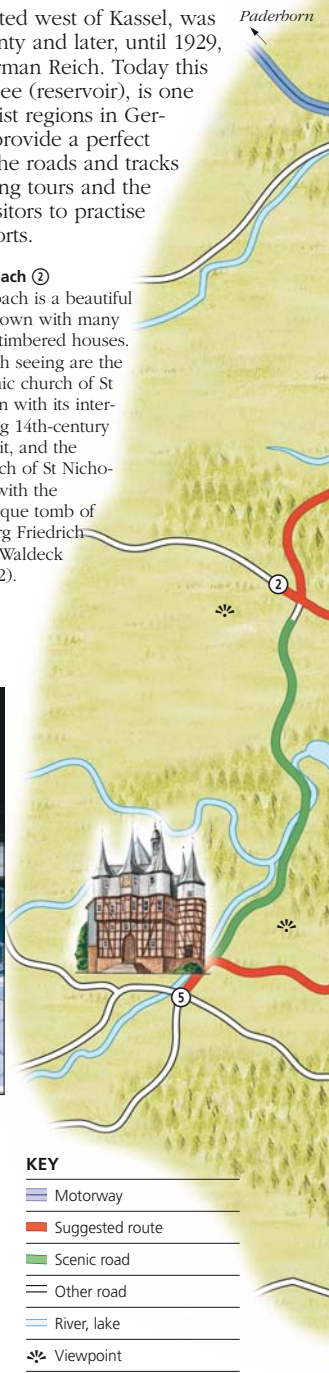 ted west of Kassel, was
nty and later, until 1929,
rman Reich. Today this
ee (reservoir), is one
ist regions in Ger-
provide a perfect
he roads and tracks
ng tours and the
sitors to practise
orts.
ach ②
bach is a beautiful
own with many
timbered houses.
h seeing are the
nic church of St
n with its inter-
g 14th-century
it, and the
ch of St Nicho-
with the
que tomb of
rg Friedrich
Waldeck
2).
Paderborn
2
5
KEY
Motorway
Suggested route
Scenic road
Other road
River, lake
Viewpoint